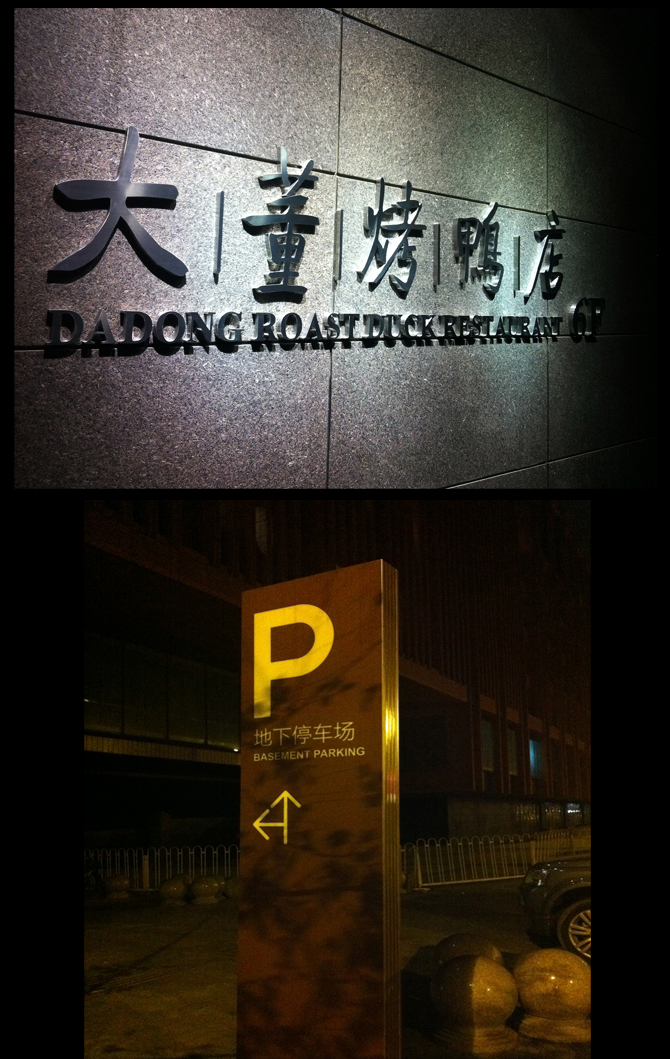 大董烤鸭店
DADONG ROAST DUCK RESTAURANT 6F
P
地下停车场
BASEMENT PARKING